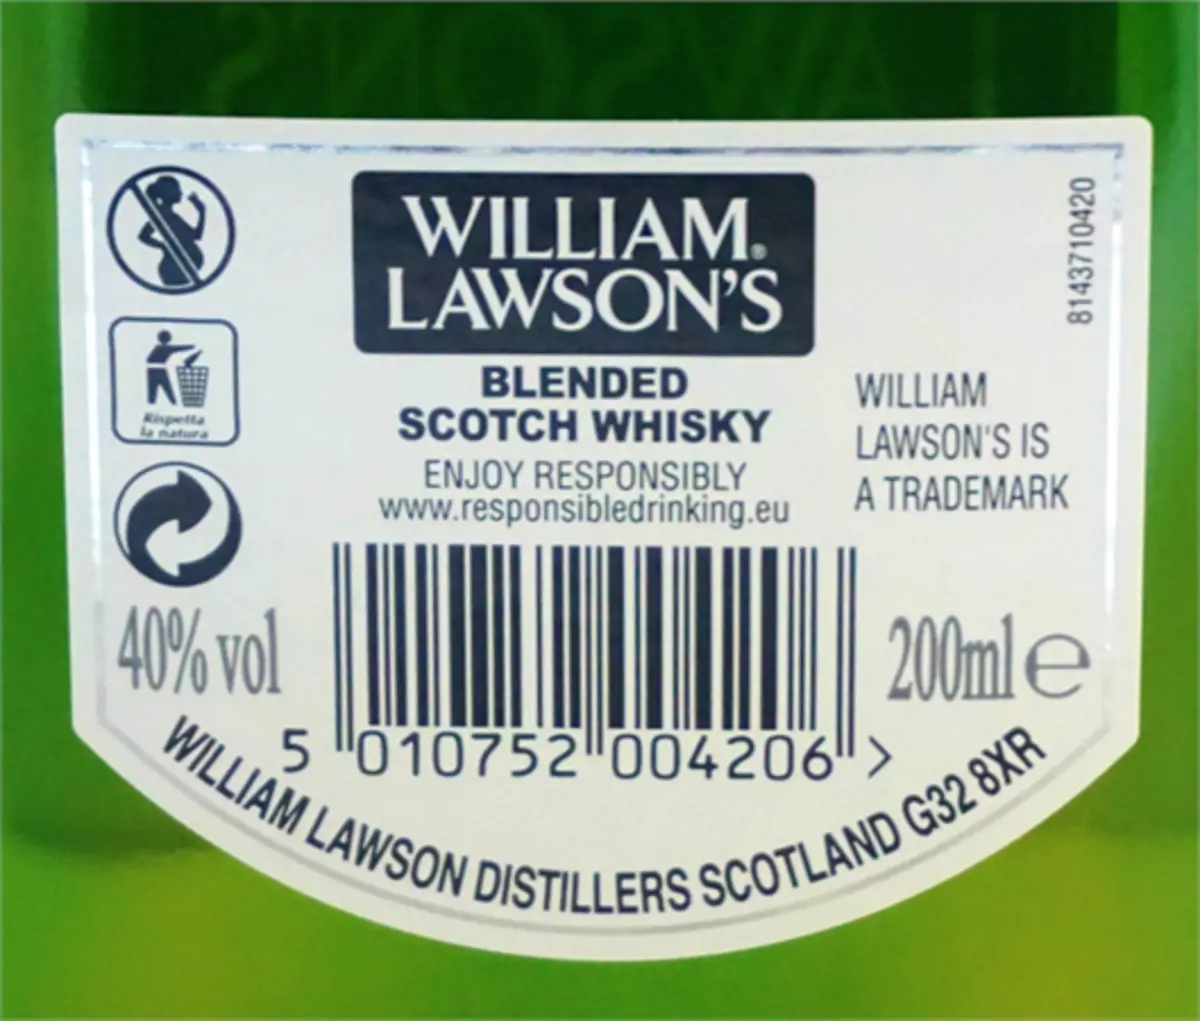 WILLIAM
LAWSON'S
BLENDED
SCOTCH WHISKY
ENJOY RESPONSIBLY
www.responsibledrinking.eu
Rispetta
la natura
8143710420
WILLIAM
LAWSON'S IS
A TRADEMARK
40% vol
200ml e
5 010752 004206 >
WILLIAM LAWSON DISTILLERS SCOTLAND G32 8XR